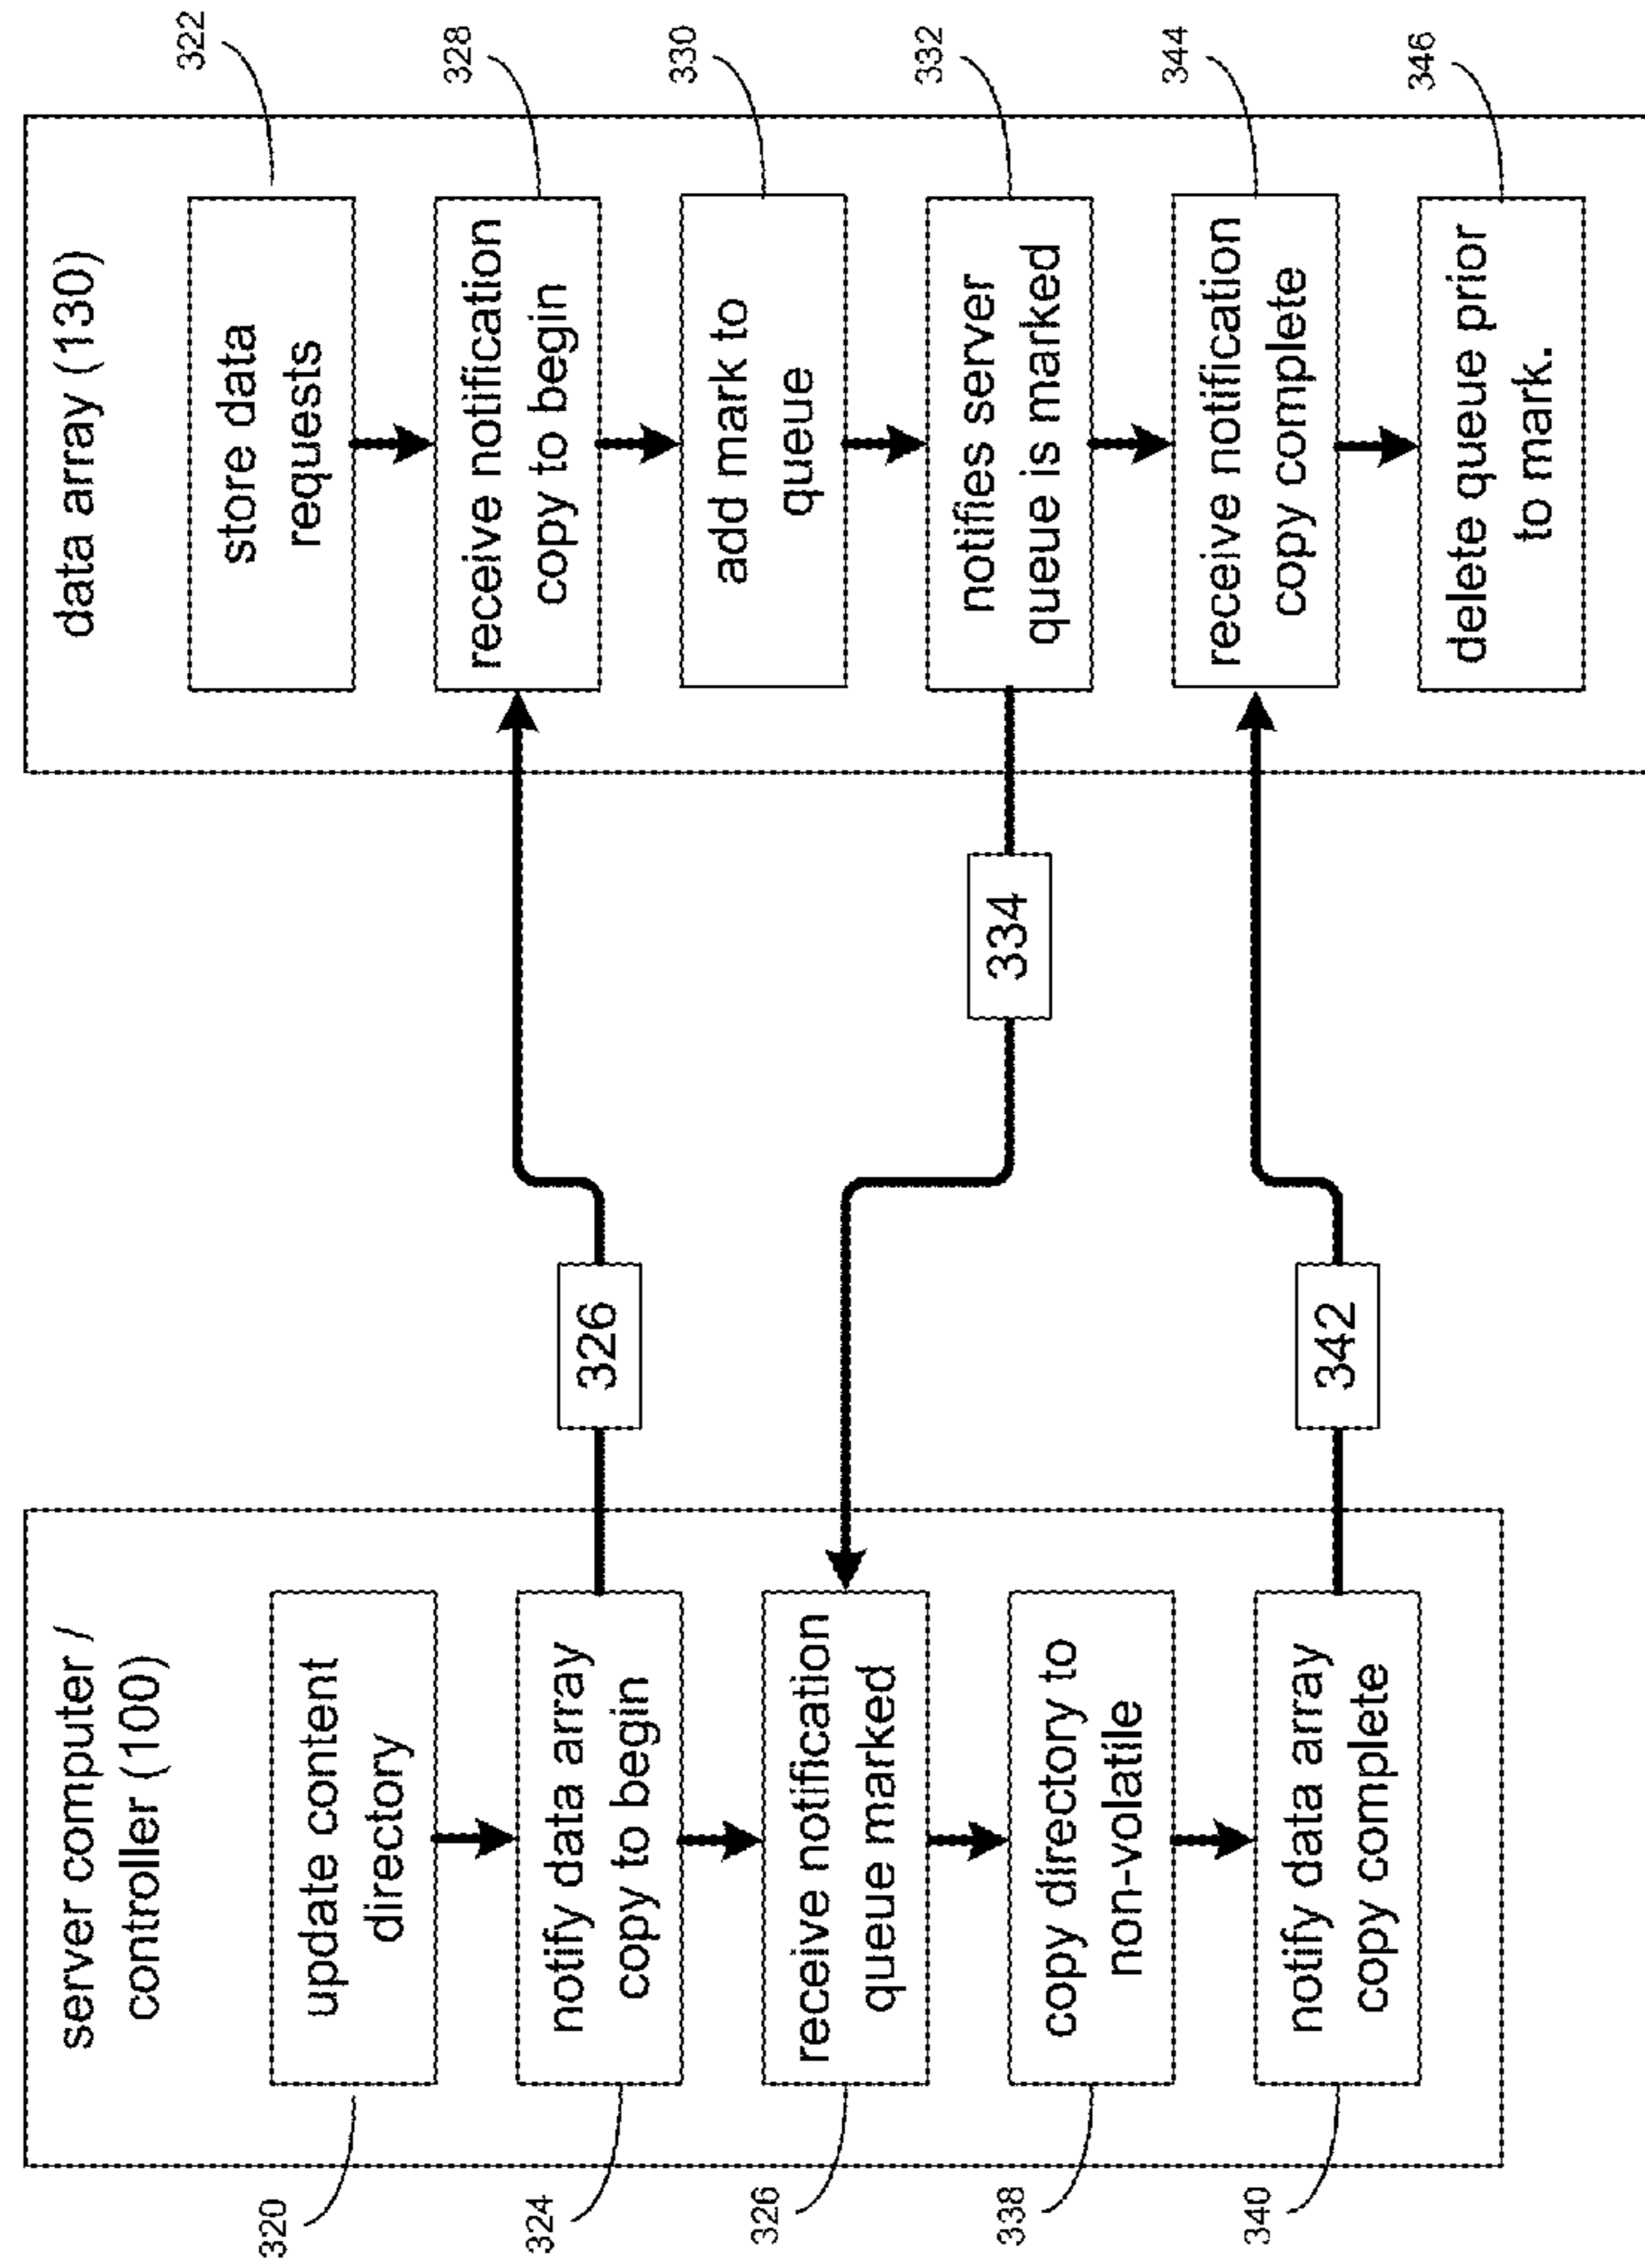 server computer /
controller (100)
320
update content
directory
324
notify data array
copy to begin
326
receive notification
queue marked
338
copy directory to
non-volatile
340
notify data array
copy complete
326
334
342
data array (130)
store data
requests
322
receive notification
copy to begin
328
add mark to
queue
330
notifies server
queue is marked
332
receive notification
copy complete
344
delete queue prior
to mark.
346